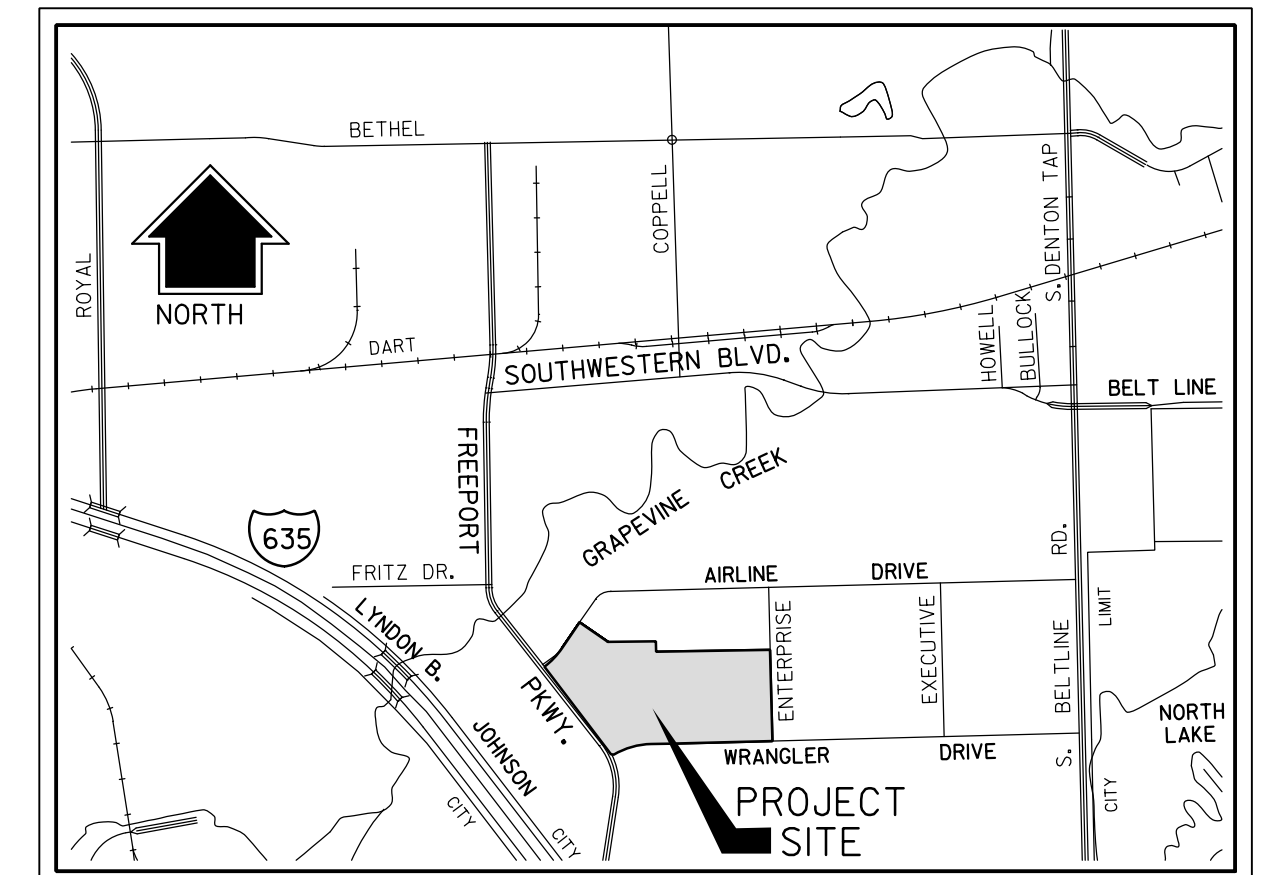 BETHEL
ROYAL
NORTH
COPPELL
S. DENTON TAP
DART
SOUTHWESTERN BLVD.
HOWELL
BULLOCK
BELT LINE
FREEPORT
GRAPEVINE CREEK
635
FRITZ DR.
LYNDON B.
JOHNSON
PKWY.
AIRLINE DRIVE
ENTERPRISE
EXECUTIVE
S. BELTLINE RD.
LIMIT
CITY
NORTH
LAKE
WRANGLER DRIVE
PROJECT
SITE
CITY
CITY